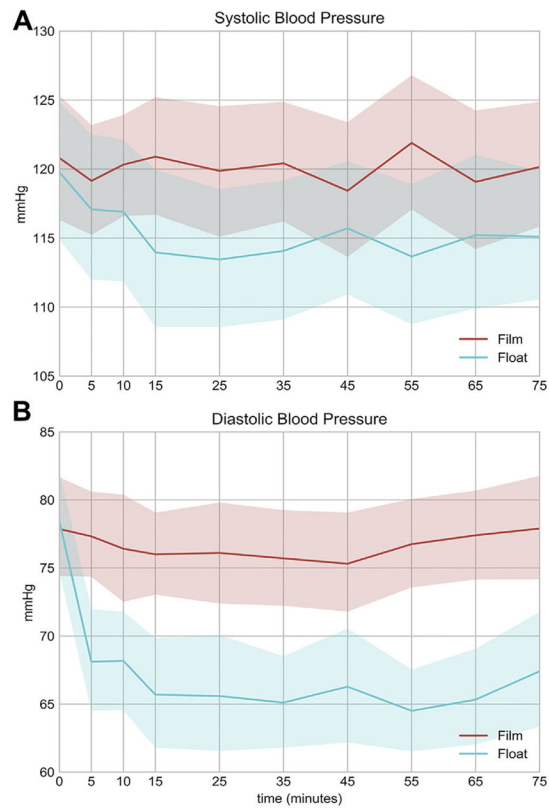 A
Systolic Blood Pressure
130
125
120
115
110
105
mmHg
Film
Float
0 5 10 15 25 35 45 55 65 75
B
Diastolic Blood Pressure
85
80
75
70
65
60
mmHg
Film
Float
0 5 10 15 25 35 45 55 65 75
time (minutes)